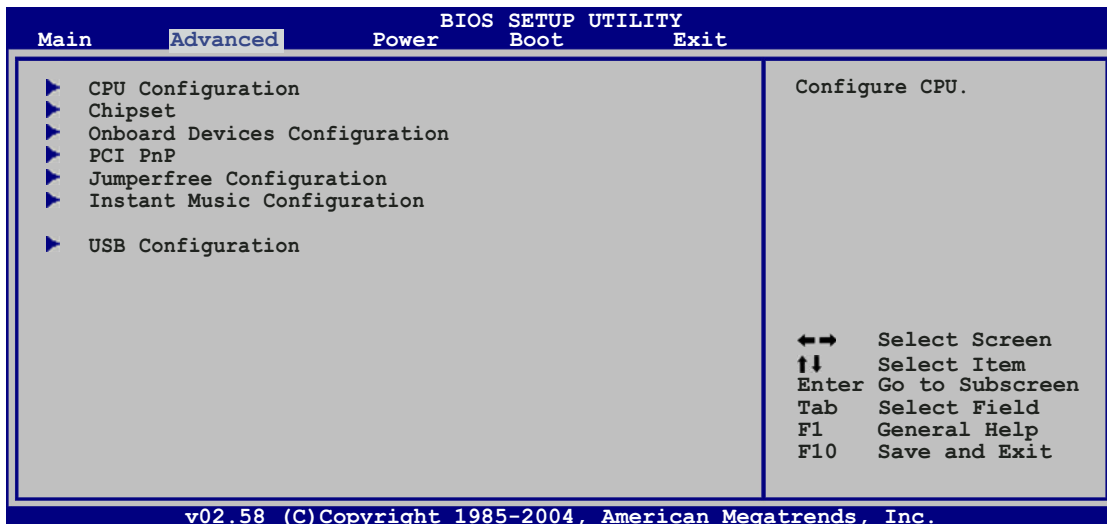 BIOS SETUP UTILITY
Main Advanced Power Boot Exit
CPU Configuration
Chipset
Onboard Devices Configuration
PCI PnP
Jumperfree Configuration
Instant Music Configuration
USB Configuration
Configure CPU.
←→ Select Screen
↑↓ Select Item
Enter Go to Subscreen
Tab Select Field
F1 General Help
F10 Save and Exit
v02.58 (C)Copyright 1985-2004, American Megatrends, Inc.